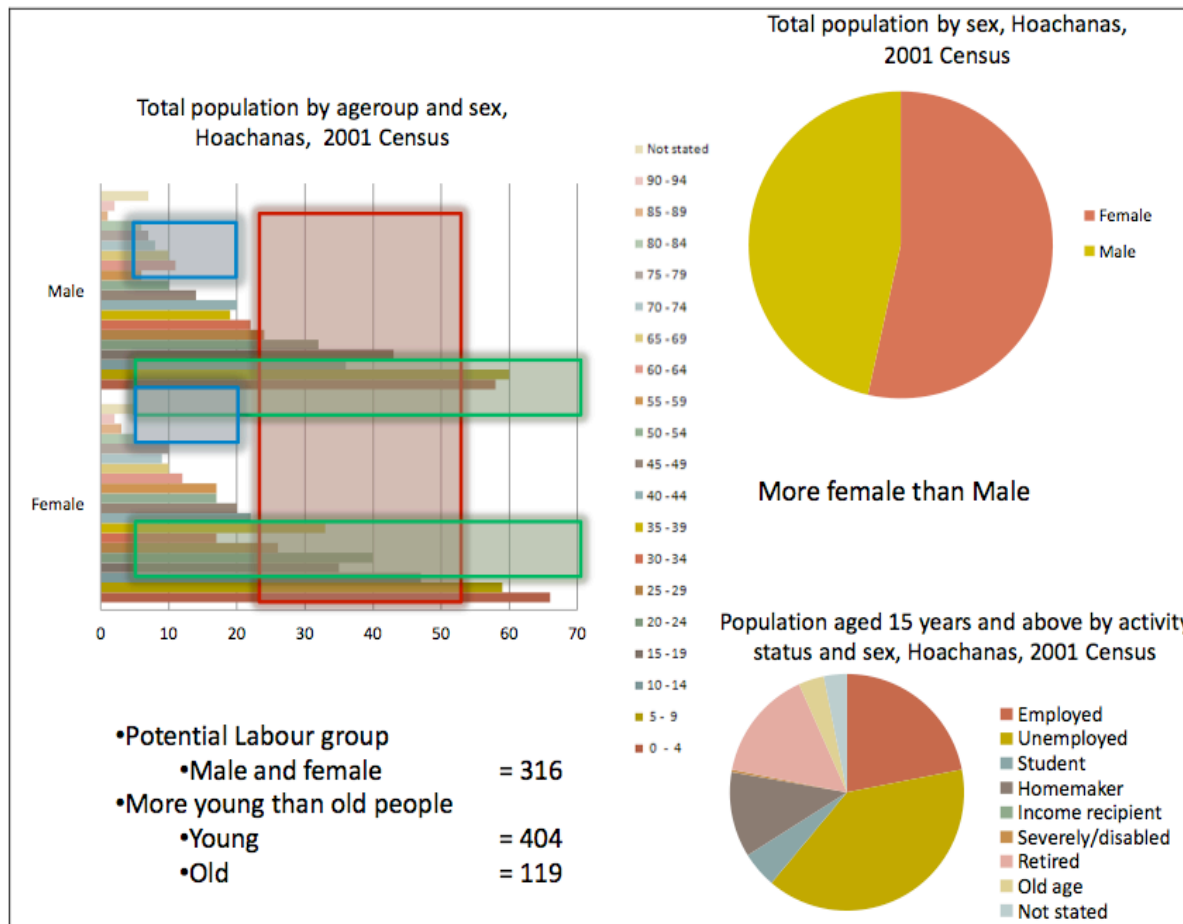 Total population by sex, Hoachanas,
2001 Census
Female
Male
Total population by ageroup and sex,
Hoachanas, 2001 Census
Male
Female
0 10 20 30 40 50 60 70
Not stated
90 - 94
85 - 89
80 - 84
75 - 79
70 - 74
65 - 69
60 - 64
55 - 59
50 - 54
45 - 49
40 - 44
35 - 39
30 - 34
25 - 29
20 - 24
15 - 19
10 - 14
5 - 9
0 - 4
More female than Male
•Potential Labour group
•Male and female = 316
•More young than old people
•Young = 404
•Old = 119
Population aged 15 years and above by activity
status and sex, Hoachanas, 2001 Census
Employed
Unemployed
Student
Homemaker
Income recipient
Severely/disabled
Retired
Old age
Not stated